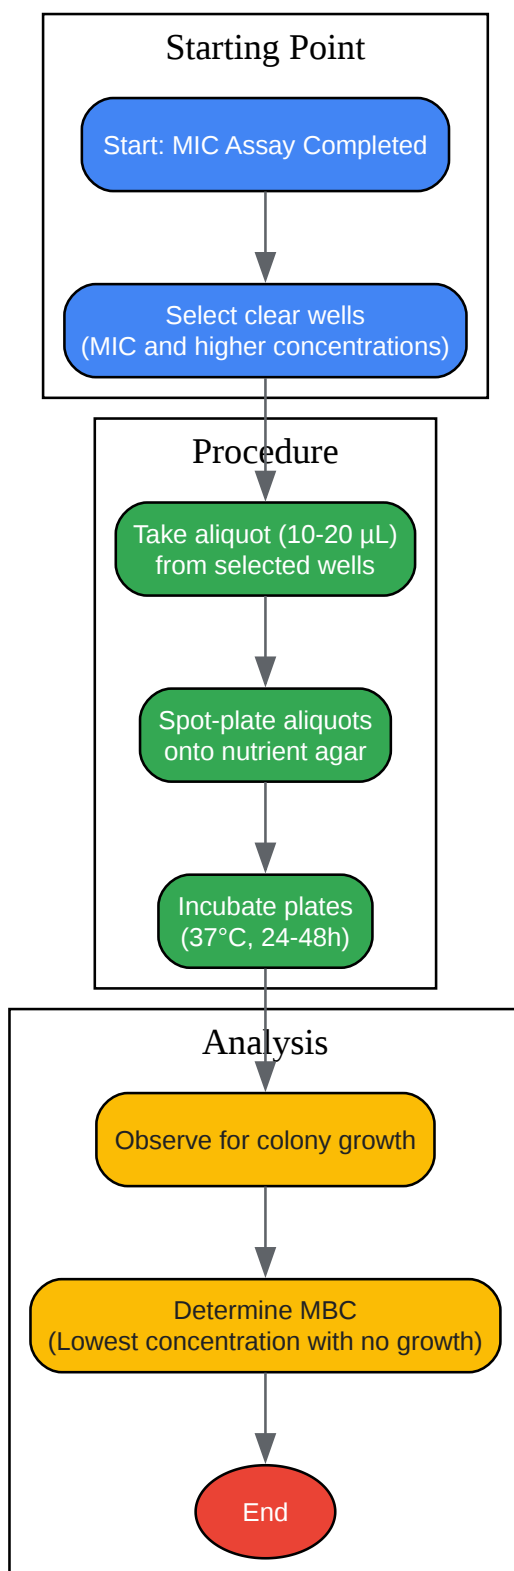 Starting Point
Start: MIC Assay Completed
Select clear wells
(MIC and higher concentrations)
Procedure
Take aliquot (10-20 µL)
from selected wells
Spot-plate aliquots
onto nutrient agar
Incubate plates
(37°C, 24-48h)
Analysis
Observe for colony growth
Determine MBC
(Lowest concentration with no growth)
End